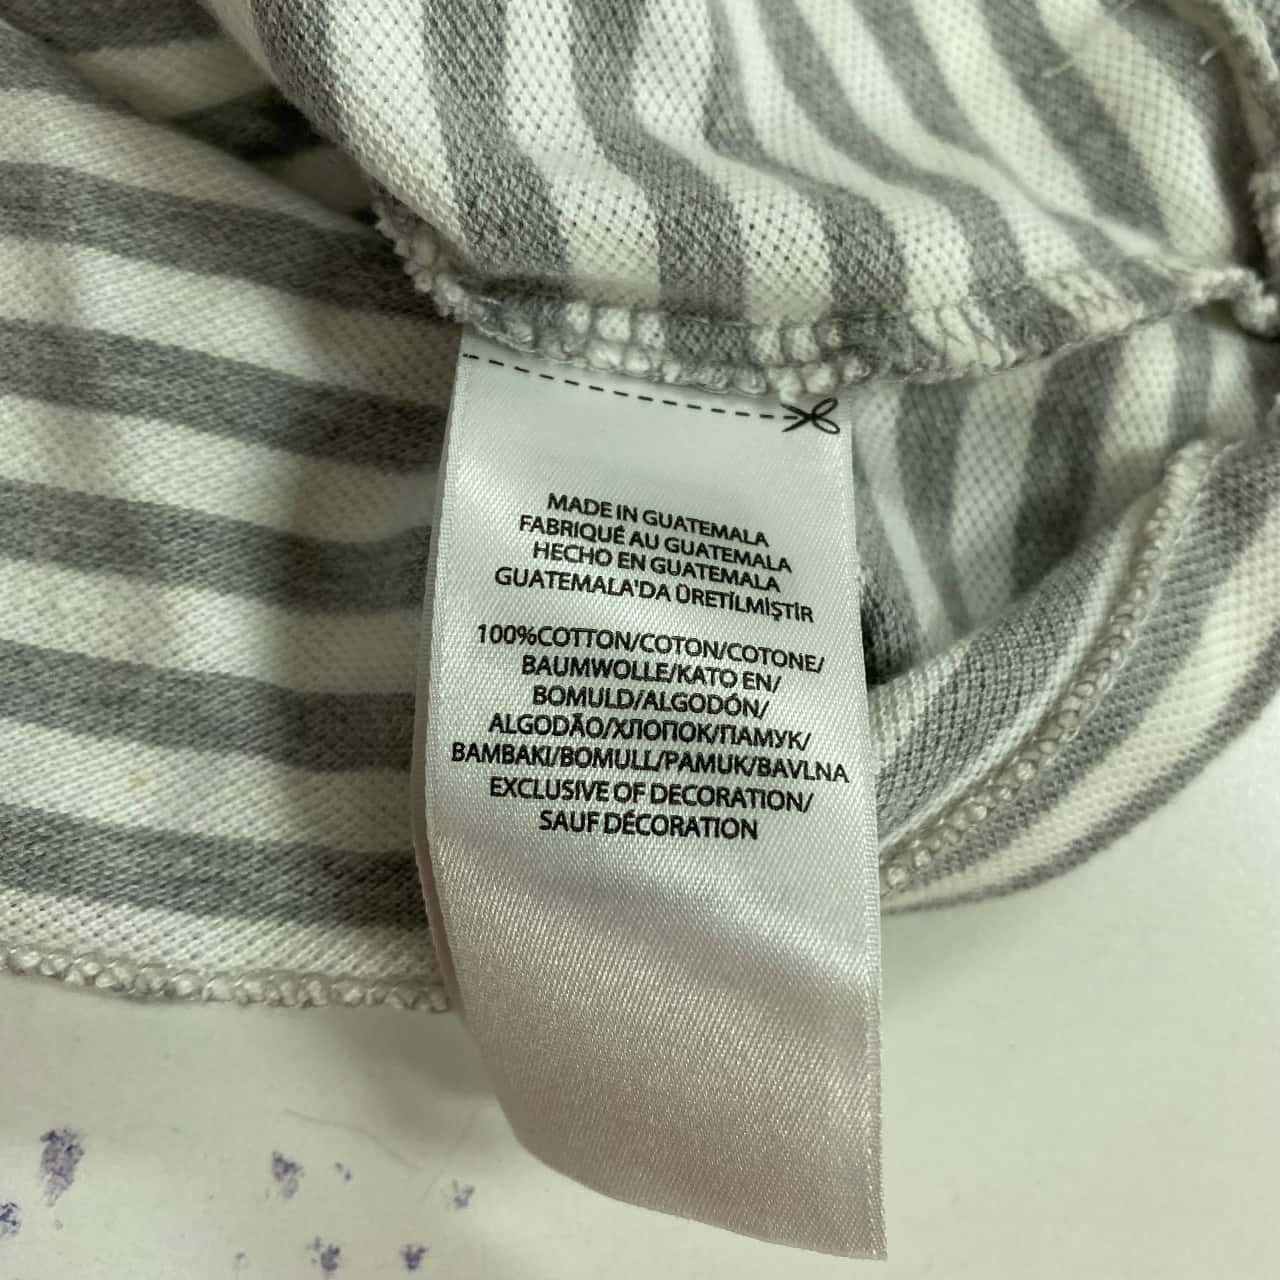 MADE IN GUATEMALA
FABRIQUÉ AU GUATEMALA
HECHO EN GUATEMALA
GUATEMALA'DA ÜRETİLMİŞTİR
100%COTTON/COTON/COTONE/
BAUMWOLLE/KATO EN/
BOMULD/ALGODÓN/
ALGODÃO/ХЛОПОК/ПАМУК/
BAMBAKI/BOMULL/PAMUK/BAVLNA
EXCLUSIVE OF DECORATION/
SAUF DÉCORATION